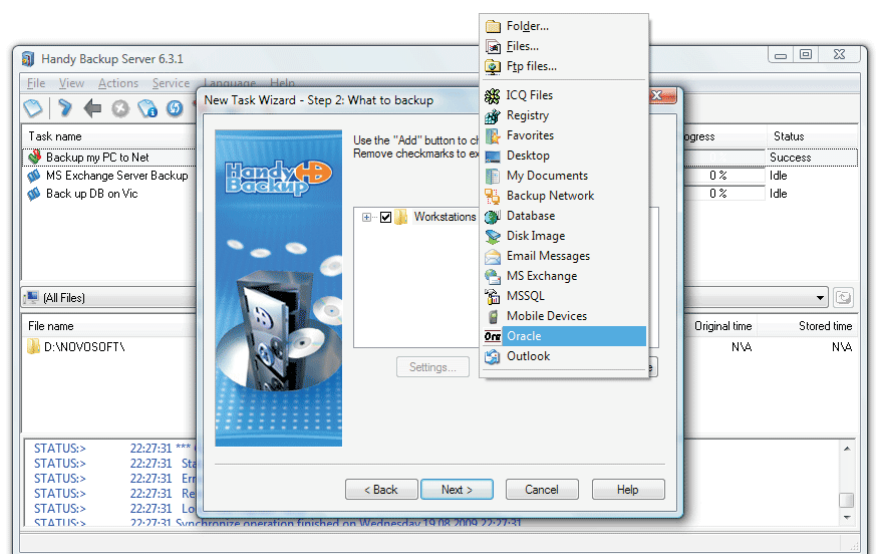 Handy Backup Server 6.3.1
File View Actions Service Language Help
New Task Wizard - Step 2: What to backup
Folder...
Files...
Ftp files...
ICQ Files
Registry
Favorites
Desktop
My Documents
Backup Network
Database
Disk Image
Email Messages
MS Exchange
MSSQL
Mobile Devices
Ora Oracle
Outlook
Task name
ogress
Status
Backup my PC to Net
Success
MS Exchange Server Backup
0 %
Idle
Back up DB on Vic
0 %
Idle
Handy HB
Backup
Use the "Add" button to
Remove checkmarks to
Workstations
Settings...
< Back
Next >
Cancel
Help
(All Files)
File name
Original time
Stored time
D:\NOVOSOFT\
N\A
N\A
STATUS:> 22:27:31 ***
STATUS:> 22:27:31
STATUS:> 22:27:31
STATUS:> 22:27:31
STATUS:> 22:27:31
STATUS:> 22:27:31 Synchronize operation finished on Wednesday 19.08.2009 22:27:31